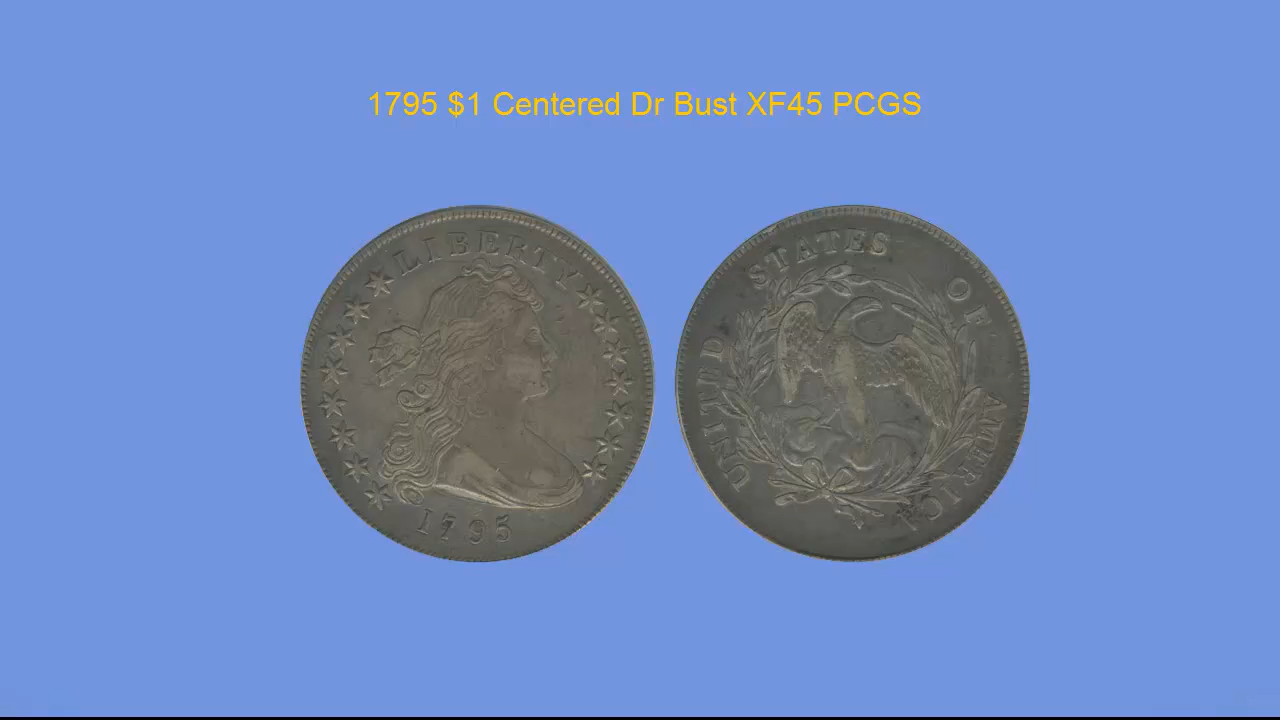 1795 $1 Centered Dr Bust XF45 PCGS
LIBERTY
1795
UNITED STATES OF AMERICA